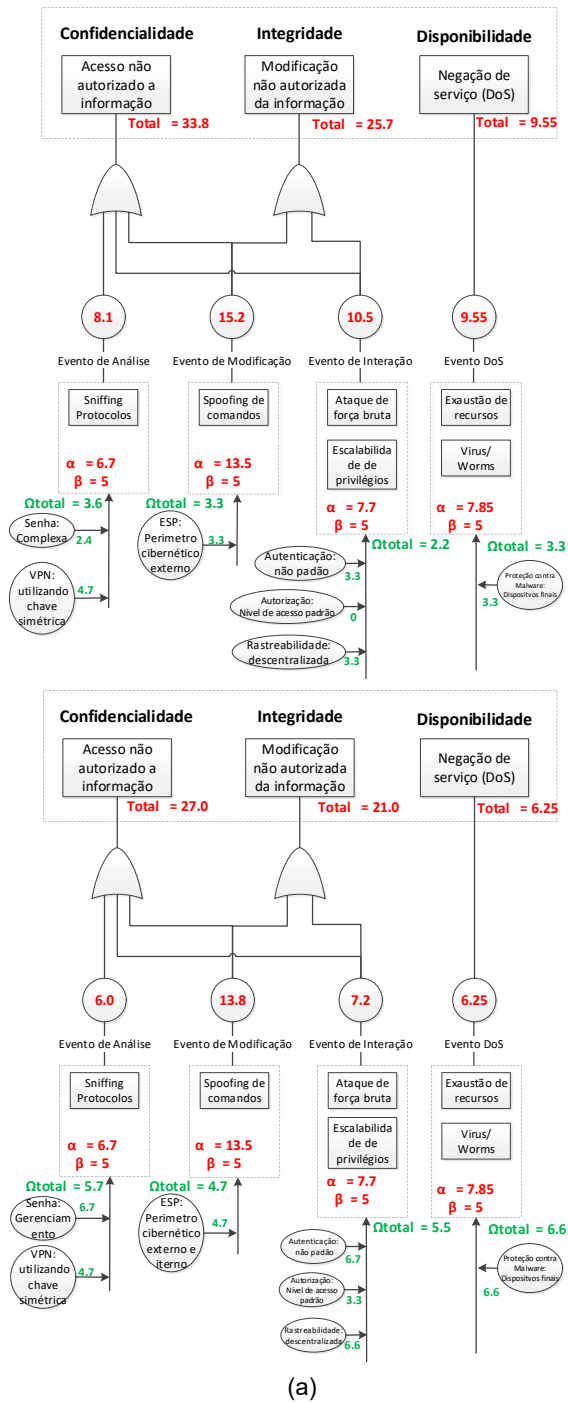 Confidencialidade
Integridade
Disponibilidade
Acesso não
autorizado a
informação
Modificação
não autorizada
da informação
Negação de
serviço (DoS)
Total = 33.8
Total = 25.7
Total = 9.55
8.1
15.2
10.5
9.55
Evento de Análise
Evento de Modificação
Evento de Interação
Evento DoS
Sniffing
Protocolos
Spoofing de
comandos
Ataque de
força bruta
Escalabilida
de de
privilégios
Exaustão de
recursos
Virus/
Worms
α = 6.7
β = 5
α = 13.5
β = 5
α = 7.7
β = 5
α = 7.85
β = 5
Ωtotal = 3.6
Ωtotal = 3.3
Ωtotal = 2.2
Ωtotal = 3.3
Senha:
Complexa
2.4
VPN:
utilizando
chave
simétrica
4.7
ESP:
Perimetro
cibernético
externo
3.3
Autenticação:
não padão
3.3
Autorização:
Nível de acesso padrão
0
Rastreabilidade:
descentralizada
3.3
Proteção contra
Malware:
Dispositvos finais
3.3
Confidencialidade
Integridade
Disponibilidade
Acesso não
autorizado a
informação
Modificação
não autorizada
da informação
Negação de
serviço (DoS)
Total = 27.0
Total = 21.0
Total = 6.25
6.0
13.8
7.2
6.25
Evento de Análise
Evento de Modificação
Evento de Interação
Evento DoS
Sniffing
Protocolos
Spoofing de
comandos
Ataque de
força bruta
Escalabilida
de de
privilégios
Exaustão de
recursos
Virus/
Worms
α = 6.7
β = 5
α = 13.5
β = 5
α = 7.7
β = 5
α = 7.85
β = 5
Ωtotal = 5.7
Ωtotal = 4.7
Ωtotal = 5.5
Ωtotal = 6.6
Senha:
Gerenciam
ento
6.7
VPN:
utilizando
chave
simétrica
4.7
ESP:
Perimetro
cibernético
externo e
iterno
4.7
Autenticação:
não padão
6.7
Autorização:
Nível de acesso
padrão
3.3
Rastreabilidade:
descentralizada
6.6
Proteção contra
Malware:
Dispositvos finais
6.6
(a)